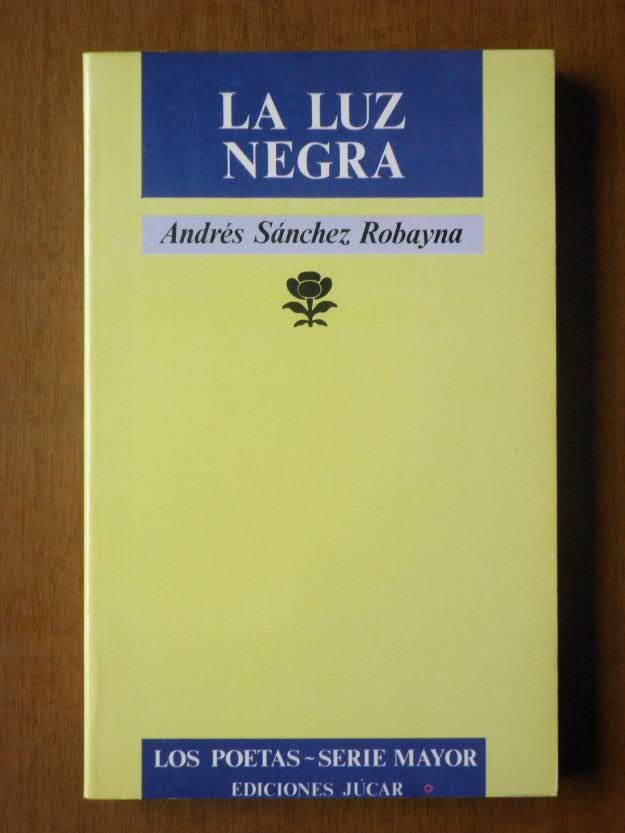 LA LUZ
NEGRA
Andrés Sánchez Robayna
LOS POETAS ~ SERIE MAYOR
EDICIONES JÚCAR